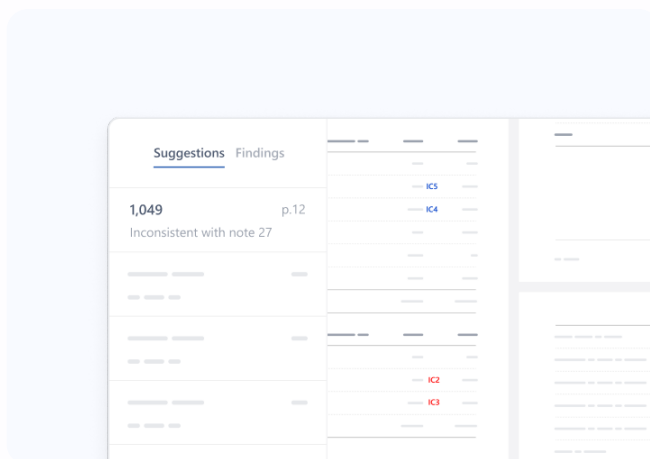 Suggestions Findings
1,049 p.12
Inconsistent with note 27
IC5
IC4
IC2
IC3